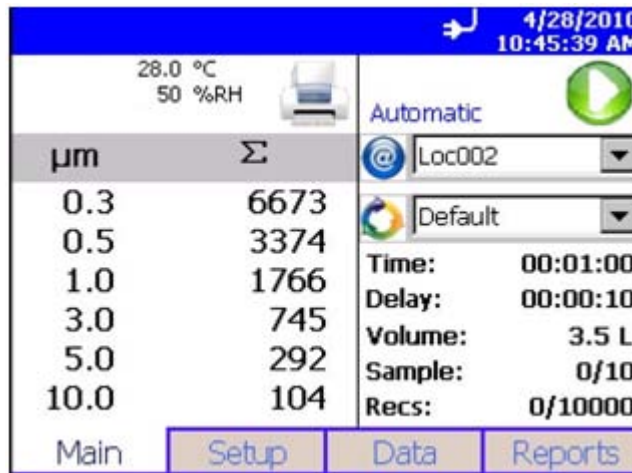 4/28/2010
10:45:39 AM
28.0 °C
50 %RH
Automatic
µm Σ
0.3 6673
0.5 3374
1.0 1766
3.0 745
5.0 292
10.0 104
Loc002
Default
Time: 00:01:00
Delay: 00:00:10
Volume: 3.5 L
Sample: 0/10
Recs: 0/10000
Main Setup Data Reports